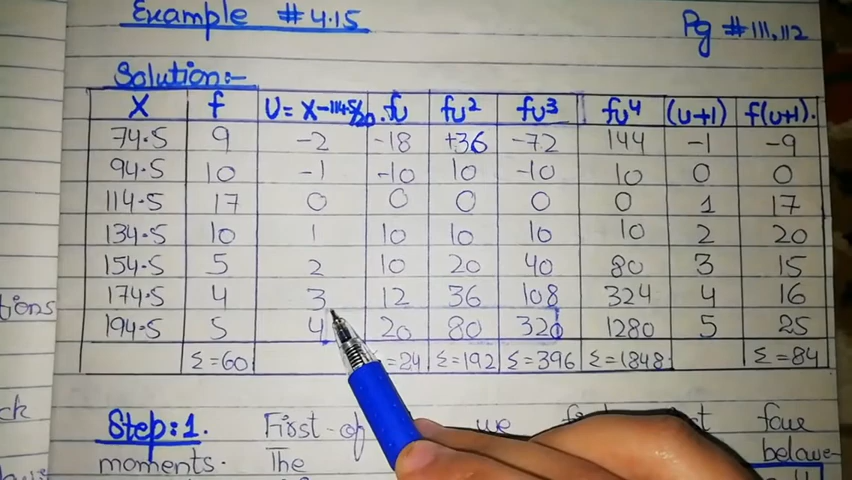 Example #4.15
Pg #111,112
Solution:-
X f U = X-114.5/20 fu fu² fu³ fu⁴ (u+1) f(u+1).
74.5 9 -2 -18 +36 -72 144 -1 -9
94.5 10 -1 -10 10 -10 10 0 0
114.5 17 0 0 0 0 0 1 17
134.5 10 1 10 10 10 10 2 20
154.5 5 2 10 20 40 80 3 15
174.5 4 3 12 36 108 324 4 16
194.5 5 4 20 80 320 1280 5 25
Σ=60 =24 Σ=192 Σ=396 Σ=1848 Σ=84
tions
ck
Step:1. First of we four
moments. The belowe-